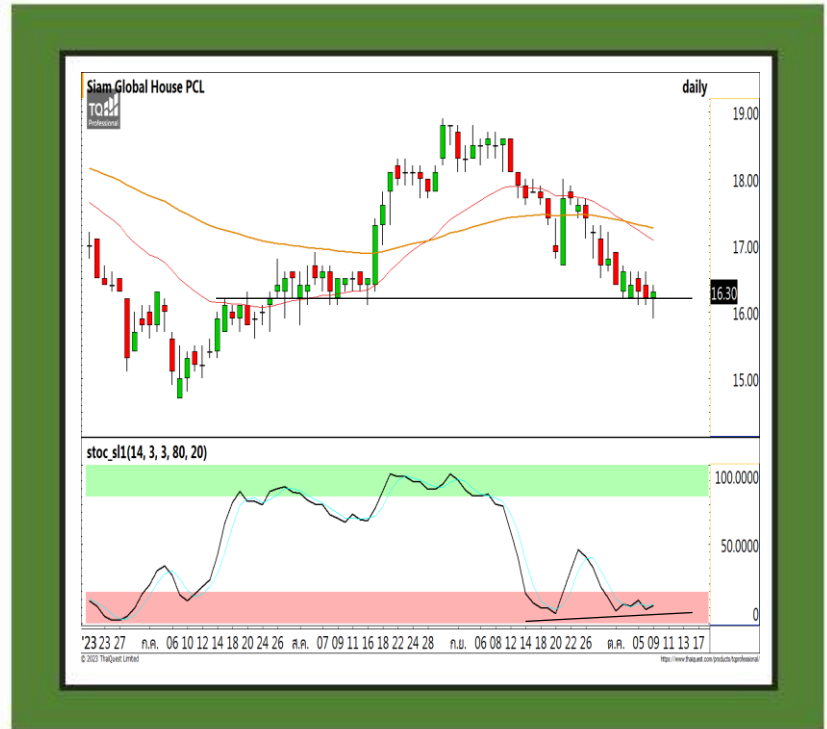 Siam Global House PCL
daily
TQ
Professional
19.00
18.00
17.00
16.30
16.00
15.00
stoc_sl1(14, 3, 3, 80, 20)
100.0000
50.0000
0
'23 23 27 ก.ค. 06 10 12 14 18 20 24 26 ส.ค. 07 09 11 16 18 22 24 28 ก.ย. 06 08 12 14 18 20 22 26 ต.ค. 05 09 11 13 17
© 2023 ThaiQuest Limited
https://www.thaiquest.com/products/tqprofessional/